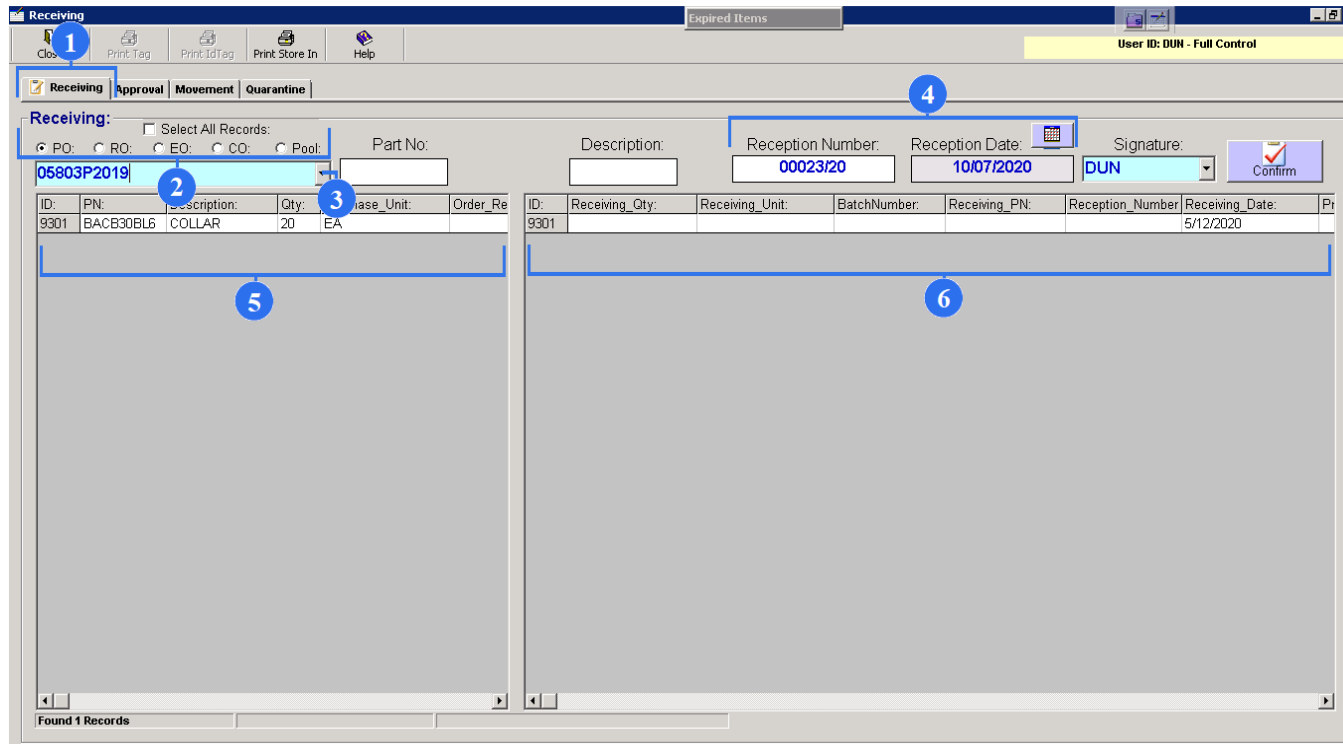 Receiving
Expired Items
Print Tag
Print IdTag
Print Store In
Help
User ID: DUN - Full Control
1
Receiving
Approval
Movement
Quarantine
4
Receiving:
Select All Records:
PO:
RO:
EO:
CO:
Pool:
Part No:
Description:
Reception Number:
Reception Date:
Signature:
05803P2019
00023/20
10/07/2020
DUN
Confirm
2
3
ID: PN: Description: Qty: Order_Re
9301 BACB30BL6 COLLAR 20 EA
ID: Receiving_Qty: Receiving_Unit: BatchNumber: Receiving_PN: Reception_Number Receiving_Date: Pr
9301 5/12/2020
5
6
Found 1 Records